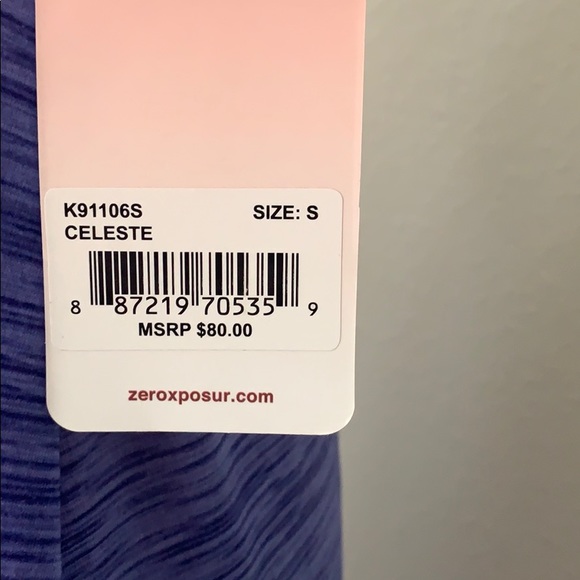 K91106S SIZE: S
CELESTE
8 87219 70535 9
MSRP $80.00
zeroxposur.com